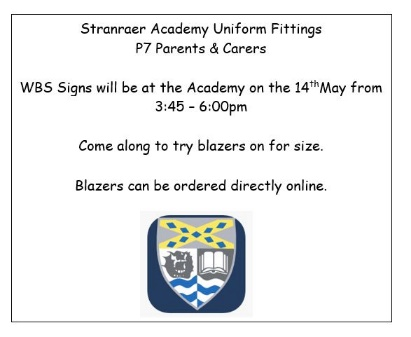 Stranraer Academy Uniform Fittings
P7 Parents & Carers
WBS Signs will be at the Academy on the 14thMay from
3:45 – 6:00pm
Come along to try blazers on for size.
Blazers can be ordered directly online.